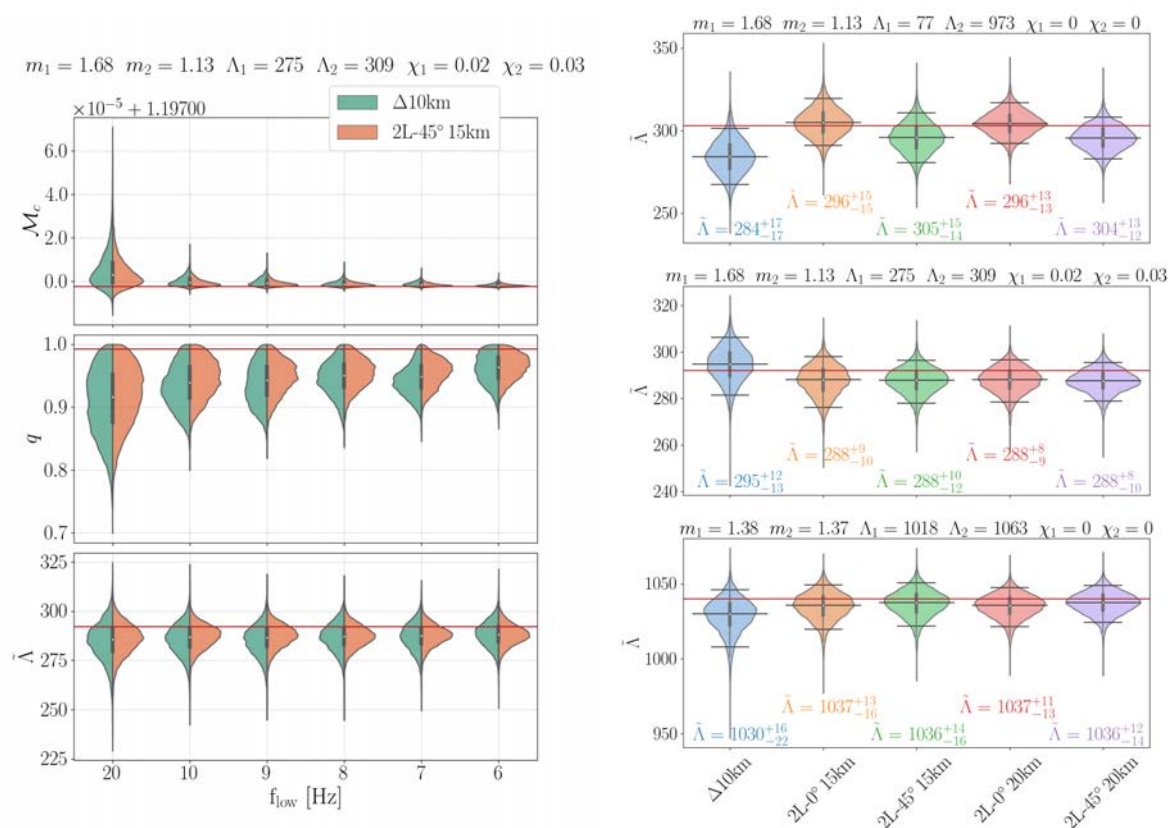 m₁ = 1.68 m₂ = 1.13 Λ₁ = 275 Λ₂ = 309 χ₁ = 0.02 χ₂ = 0.03
×10⁻⁵ + 1.19700
Δ10km
2L-45° 15km
6.0
4.0
2.0
0.0
ℳ_c
1.0
0.9
0.8
0.7
q
325
300
275
250
225
Λ̃
20 10 9 8 7 6
f_low [Hz]
m₁ = 1.68 m₂ = 1.13 Λ₁ = 77 Λ₂ = 973 χ₁ = 0 χ₂ = 0
350
300
250
Λ̃
Λ̃ = 296⁺¹⁵₋₁₅ Λ̃ = 296⁺¹³₋₁₃
Λ̃ = 284⁺¹⁷₋₁₇ Λ̃ = 305⁺¹⁵₋₁₄ Λ̃ = 304⁺¹³₋₁₂
m₁ = 1.68 m₂ = 1.13 Λ₁ = 275 Λ₂ = 309 χ₁ = 0.02 χ₂ = 0.03
320
300
280
260
240
Λ̃
Λ̃ = 288⁺⁹₋₁₀ Λ̃ = 288⁺⁸₋₉
Λ̃ = 295⁺¹²₋₁₃ Λ̃ = 288⁺¹⁰₋₁₂ Λ̃ = 288⁺⁸₋₁₀
m₁ = 1.38 m₂ = 1.37 Λ₁ = 1018 Λ₂ = 1063 χ₁ = 0 χ₂ = 0
1050
1000
950
Λ̃
Λ̃ = 1037⁺¹³₋₁₆ Λ̃ = 1037⁺¹¹₋₁₃
Λ̃ = 1030⁺¹⁶₋₂₂ Λ̃ = 1036⁺¹⁴₋₁₆ Λ̃ = 1036⁺¹²₋₁₄
Δ10km
2L-0° 15km
2L-45° 15km
2L-0° 20km
2L-45° 20km